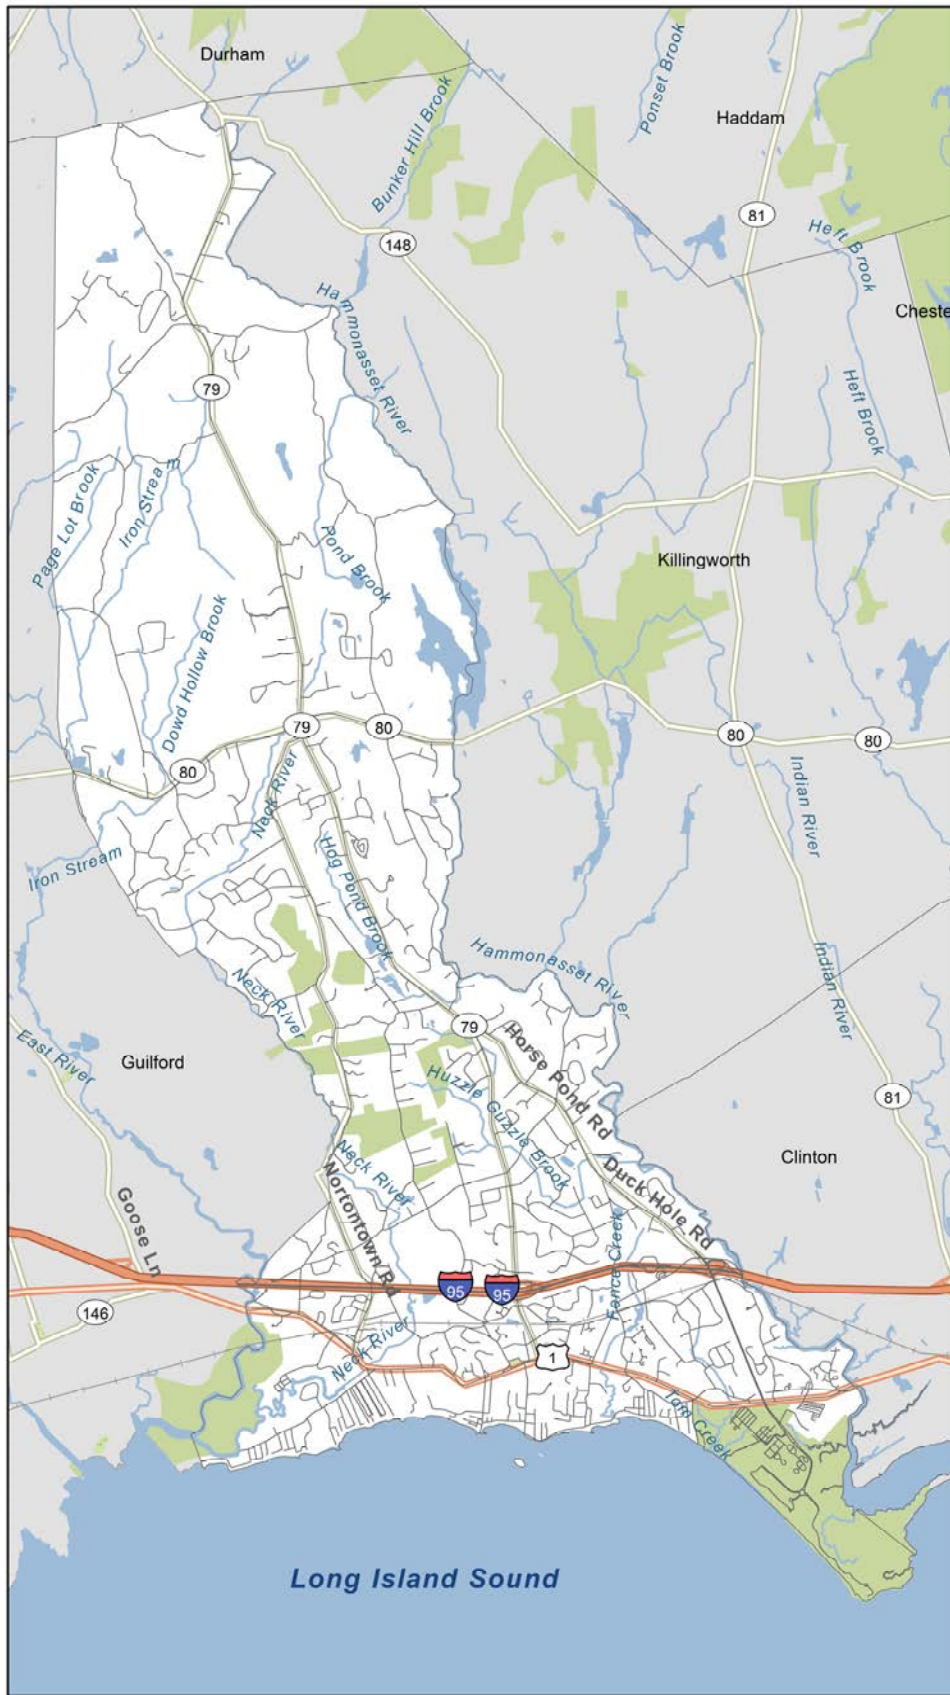 Durham
Ponset Brook
Haddam
Bunker Hill Brook
81
148
Heft Brook
Hammonasset River
Cheste
79
Heft Brook
Page Lot Brook
Iron Stream
Pond Brook
Killingworth
Dowd Hollow Brook
79
80
80
80
80
Neck River
Indian River
Iron Stream
Hog Pond Brook
Hammonasset River
Indian River
Neck River
79
Horse Pond Rd
East River
Guilford
Huzzle Guzzle Brook
81
Neck River
Clinton
Nortontown Rd
Duck Hole Rd
Goose Ln
Fence Creek
95
95
146
Neck River
1
Tom Creek
Long Island Sound